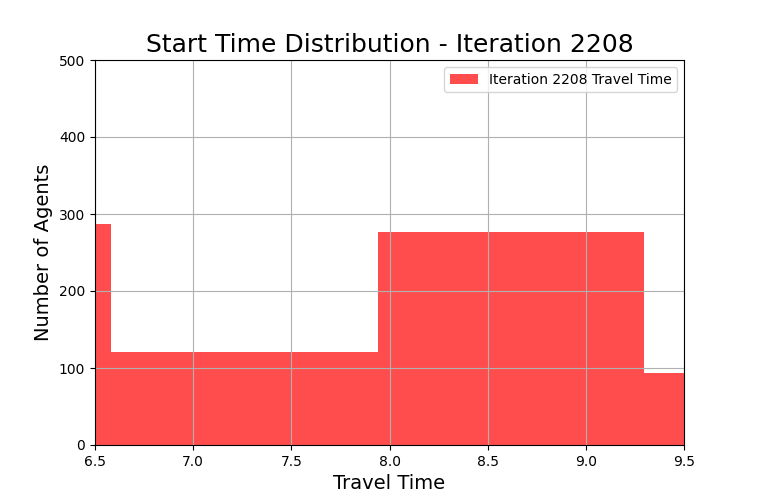 Start Time Distribution - Iteration 2208
Iteration 2208 Travel Time
Number of Agents
500
400
300
200
100
0
6.5 7.0 7.5 8.0 8.5 9.0 9.5
Travel Time